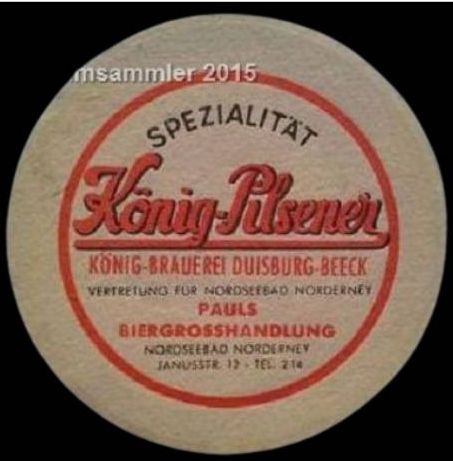 msammler 2015
SPEZIALITÄT
König-Pilsener
KÖNIG-BRAUEREI DUISBURG-BEECK
VERTRETUNG FÜR NORDSEEBAD NORDERNEY
PAULS
BIERGROSSHANDLUNG
NORDSEEBAD NORDERNEY
JANUSSTR. 12 - TEL. 214